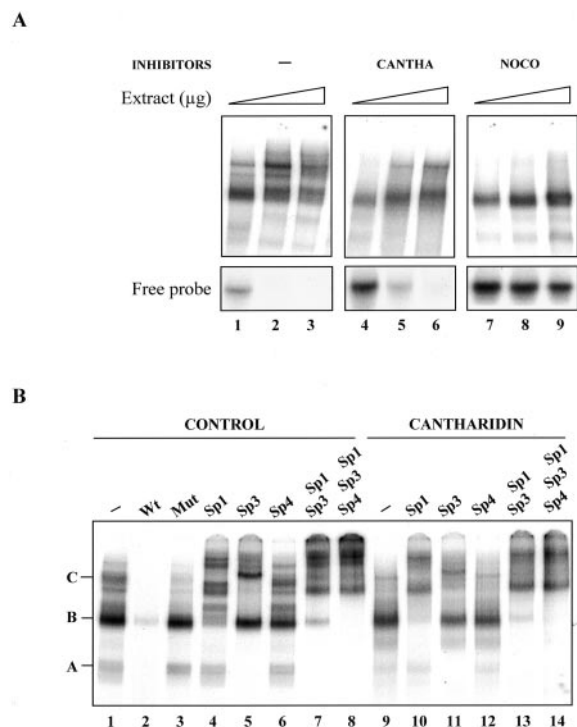 A
INHIBITORS – CANTHA NOCO
Extract (µg)
Free probe
1 2 3 4 5 6 7 8 9
B
CONTROL CANTHARIDIN
– Wt Mut Sp1 Sp3 Sp4 Sp1 Sp3 Sp1 Sp3 Sp4 – Sp1 Sp3 Sp4 Sp1 Sp3 Sp1 Sp3 Sp4
C
B
A
1 2 3 4 5 6 7 8 9 10 11 12 13 14